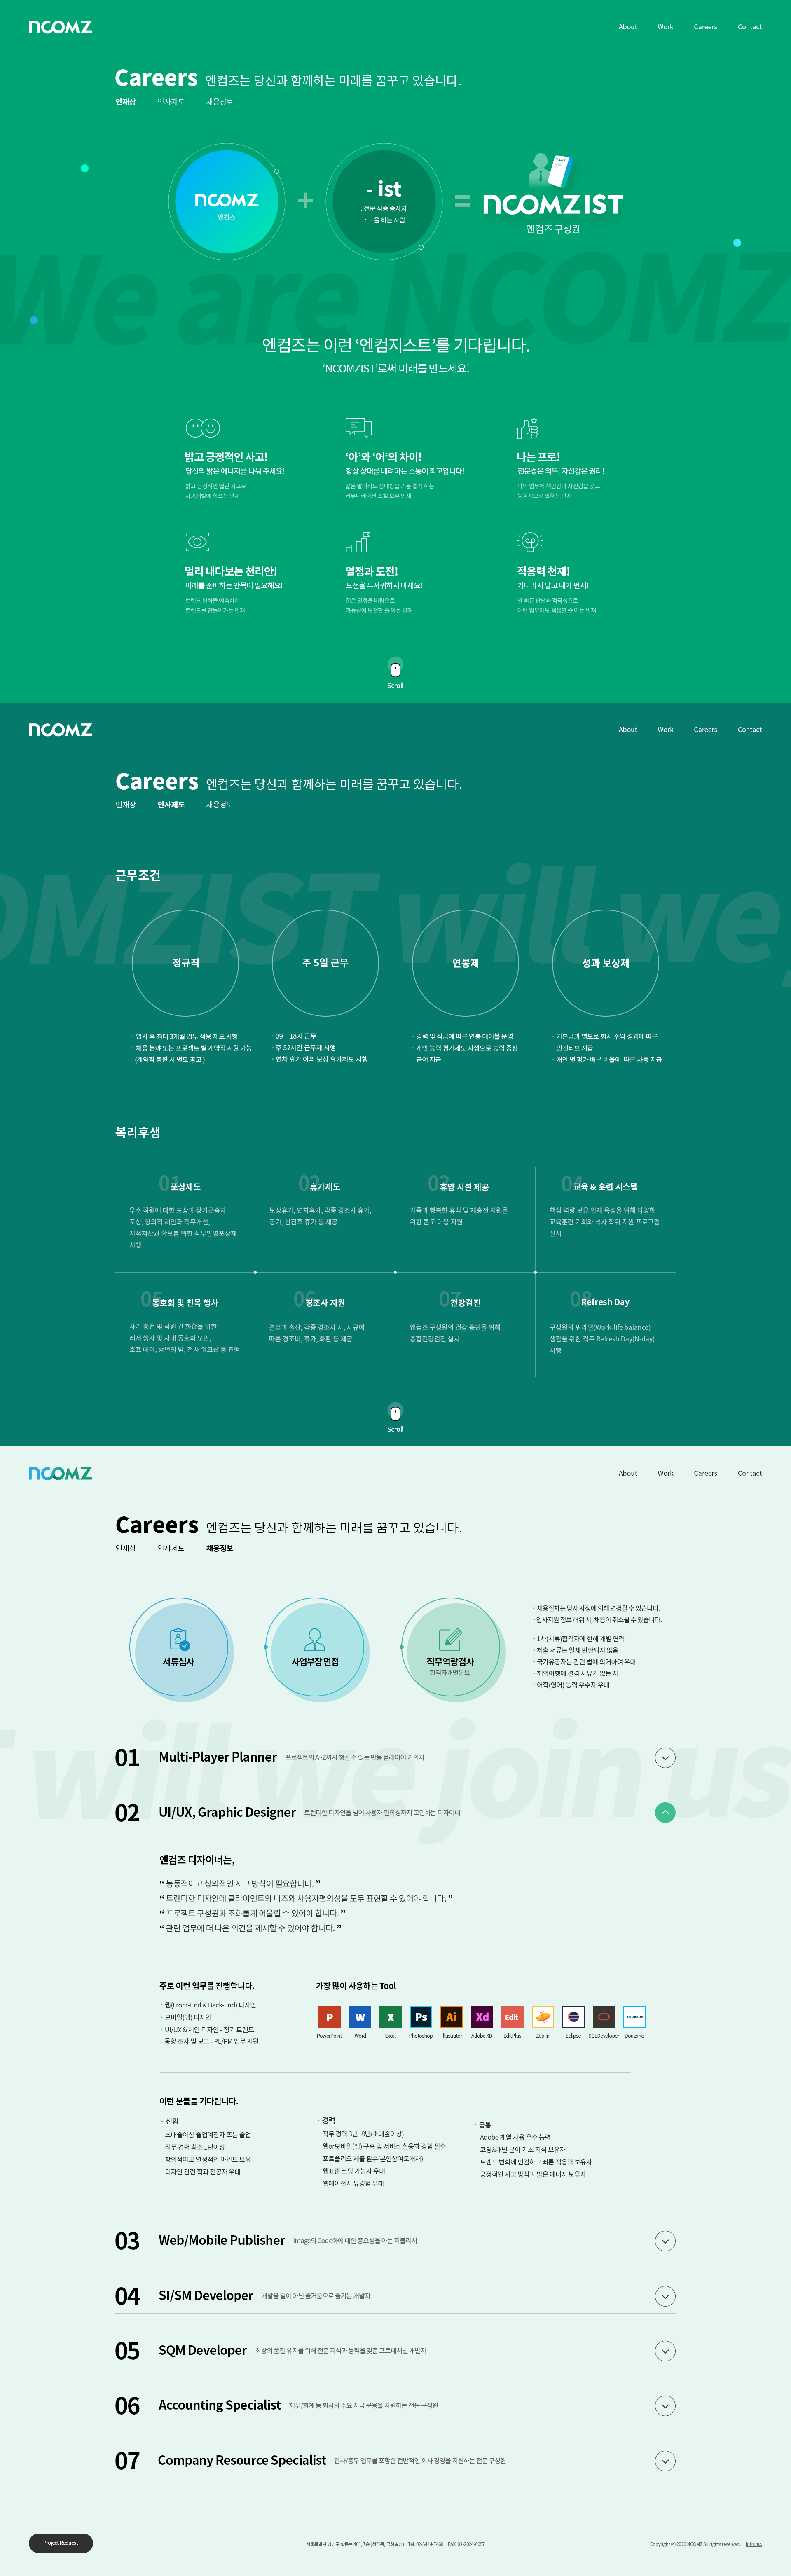 NCOMZ
About Work Careers Contact
Careers 엔컴즈는 당신과 함께하는 미래를 꿈꾸고 있습니다.
인재상 인사제도 채용정보
We are NCOMZ
NCOMZ
엔컴즈
+
- ist
: 전문 직종 종사자
: ~ 을 하는 사람
=
NCOMZIST
엔컴즈 구성원
엔컴즈는 이런 ‘엔컴지스트’를 기다립니다.
‘NCOMZIST’로써 미래를 만드세요!
밝고 긍정적인 사고!
당신의 밝은 에너지를 나눠 주세요!
밝고 긍정적인 열린 사고로
자기개발에 힘쓰는 인재
‘아’와 ‘어’의 차이!
항상 상대를 배려하는 소통이 최고입니다!
같은 말이라도 상대방을 기분 좋게 하는
커뮤니케이션 스킬 보유 인재
나는 프로!
전문성은 의무! 자신감은 권리!
나의 업무에 책임감과 자신감을 갖고
능동적으로 일하는 인재
멀리 내다보는 천리안!
미래를 준비하는 안목이 필요해요!
트렌드 변화를 예측하며
트렌드를 만들어가는 인재
열정과 도전!
도전을 무서워하지 마세요!
젊은 열정을 바탕으로
가능성에 도전할 줄 아는 인재
적응력 천재!
기다리지 말고 내가 먼저!
발 빠른 판단과 적극성으로
어떤 업무에도 적응할 줄 아는 인재
Scroll
NCOMZ
About Work Careers Contact
Careers 엔컴즈는 당신과 함께하는 미래를 꿈꾸고 있습니다.
인재상 인사제도 채용정보
OMZIST will we,
근무조건
정규직
· 입사 후 최대 3개월 업무 적응 제도 시행
· 채용 분야 또는 프로젝트 별 계약직 지원 가능
(계약직 충원 시 별도 공고 )
주 5일 근무
· 09 ~ 18시 근무
· 주 52시간 근무제 시행
· 연차 휴가 이외 보상 휴가제도 시행
연봉제
· 경력 및 직급에 따른 연봉 테이블 운영
· 개인 능력 평가제도 시행으로 능력 중심
급여 지급
성과 보상제
· 기본급과 별도로 회사 수익 성과에 따른
인센티브 지급
· 개인 별 평가 배분 비율에 따른 차등 지급
복리후생
01 포상제도
우수 직원에 대한 포상과 장기근속자
포상, 창의적 제안과 직무개선,
지적재산권 확보를 위한 직무발명포상제
시행
02 휴가제도
보상휴가, 연차휴가, 각종 경조사 휴가,
공가, 산전후 휴가 등 제공
03 휴양 시설 제공
가족과 행복한 휴식 및 재충전 지원을
위한 콘도 이용 지원
04 교육 & 훈련 시스템
핵심 역량 보유 인재 육성을 위해 다양한
교육훈련 기회와 석사 학위 지원 프로그램
실시
05 동호회 및 친목 행사
사기 충전 및 직원 간 화합을 위한
레저 행사 및 사내 동호회 모임,
호프 데이, 송년의 밤, 전사 워크샵 등 진행
06 경조사 지원
결혼과 출산, 각종 경조사 시, 사규에
따른 경조비, 휴가, 화환 등 제공
07 건강검진
엔컴즈 구성원의 건강 증진을 위해
종합건강검진 실시
08 Refresh Day
구성원의 워라밸(Work-life balance)
생활을 위한 격주 Refresh Day(N-day)
시행
Scroll
NCOMZ
About Work Careers Contact
Careers 엔컴즈는 당신과 함께하는 미래를 꿈꾸고 있습니다.
인재상 인사제도 채용정보
서류심사
사업부장 면접
직무역량검사
합격자개별통보
· 채용절차는 당사 사정에 의해 변경될 수 있습니다.
· 입사지원 정보 허위 시, 채용이 취소될 수 있습니다.
· 1차(서류)합격자에 한해 개별 연락
· 제출 서류는 일체 반환되지 않음
· 국가유공자는 관련 법에 의거하여 우대
· 해외여행에 결격 사유가 없는 자
· 어학(영어) 능력 우수자 우대
T will we join us
01 Multi-Player Planner 프로젝트의 A~Z까지 챙길 수 있는 만능 플레이어 기획자
02 UI/UX, Graphic Designer 트렌디한 디자인을 넘어 사용자 편의성까지 고민하는 디자이너
엔컴즈 디자이너는,
“ 능동적이고 창의적인 사고 방식이 필요합니다. ”
“ 트렌디한 디자인에 클라이언트의 니즈와 사용자편의성을 모두 표현할 수 있어야 합니다. ”
“ 프로젝트 구성원과 조화롭게 어울릴 수 있어야 합니다. ”
“ 관련 업무에 더 나은 의견을 제시할 수 있어야 합니다. ”
주로 이런 업무를 진행합니다.
· 웹(Front-End & Back-End) 디자인
· 모바일(앱) 디자인
· UI/UX & 제안 디자인 - 정기 트렌드,
동향 조사 및 보고 - PL/PM 업무 지원
가장 많이 사용하는 Tool
P W X Ps Ai Xd Edit
PowerPoint Word Excel Photoshop Illustrator Adobe XD EditPlus Zeplin Eclipse SQLDeveloper Douzone
이런 분들을 기다립니다.
· 신입
초대졸이상 졸업예정자 또는 졸업
직무 경력 최소 1년이상
창의적이고 열정적인 마인드 보유
디자인 관련 학과 전공자 우대
· 경력
직무 경력 3년~8년(초대졸이상)
웹or모바일(앱) 구축 및 서비스 실용화 경험 필수
포트폴리오 제출 필수(본인참여도기재)
웹표준 코딩 가능자 우대
웹에이전시 유경험 우대
· 공통
Adobe 계열 사용 우수 능력
코딩&개발 분야 기초 지식 보유자
트렌드 변화에 민감하고 빠른 적응력 보유자
긍정적인 사고 방식과 밝은 에너지 보유자
03 Web/Mobile Publisher Image의 Code화에 대한 중요성을 아는 퍼블리셔
04 SI/SM Developer 개발을 일이 아닌 즐거움으로 즐기는 개발자
05 SQM Developer 최상의 품질 유지를 위해 전문 지식과 능력을 갖춘 프로페셔널 개발자
06 Accounting Specialist 재무/회계 등 회사의 주요 자금 운용을 지원하는 전문 구성원
07 Company Resource Specialist 인사/총무 업무를 포함한 전반적인 회사 경영을 지원하는 전문 구성원
Project Request
서울특별시 강남구 학동로 401, 7층 (청담동, 금하빌딩) Tel. 02-3444-7460 FAX. 02-2024-0057
Copyright ⓒ 2020 NCOMZ All rights reserved. Intranet